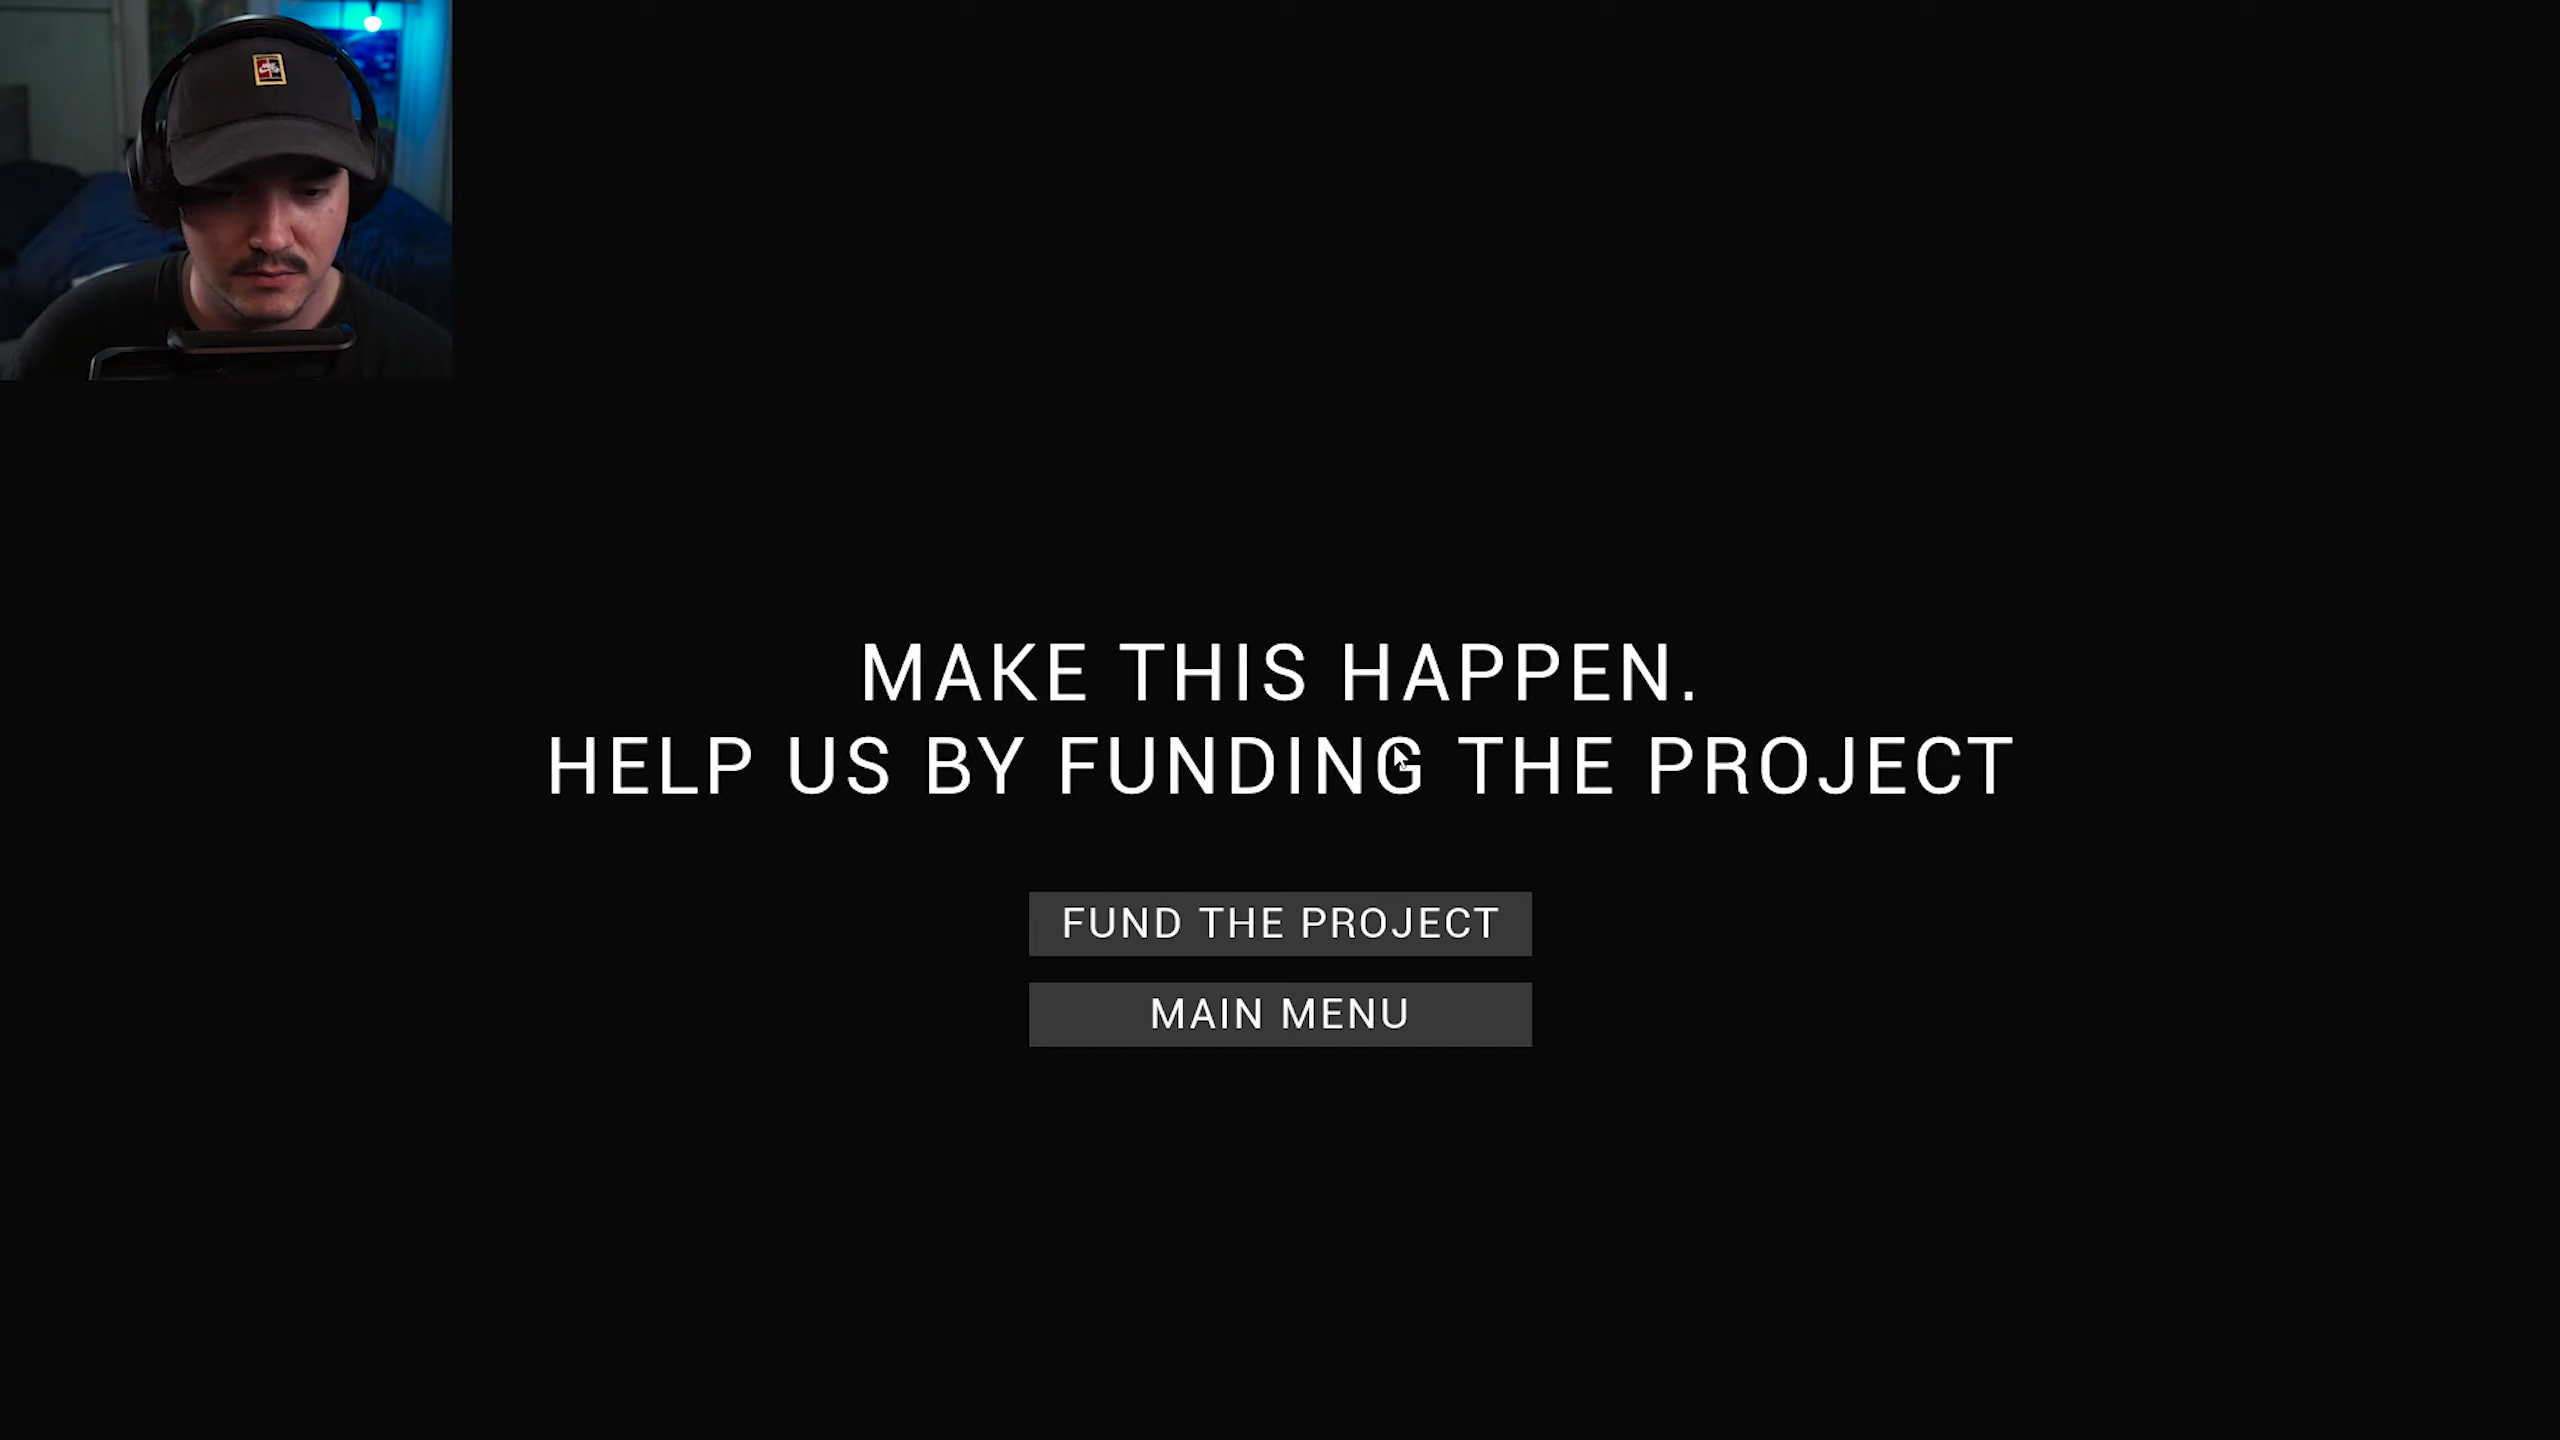 MAKE THIS HAPPEN.
HELP US BY FUNDING THE PROJECT
FUND THE PROJECT
MAIN MENU